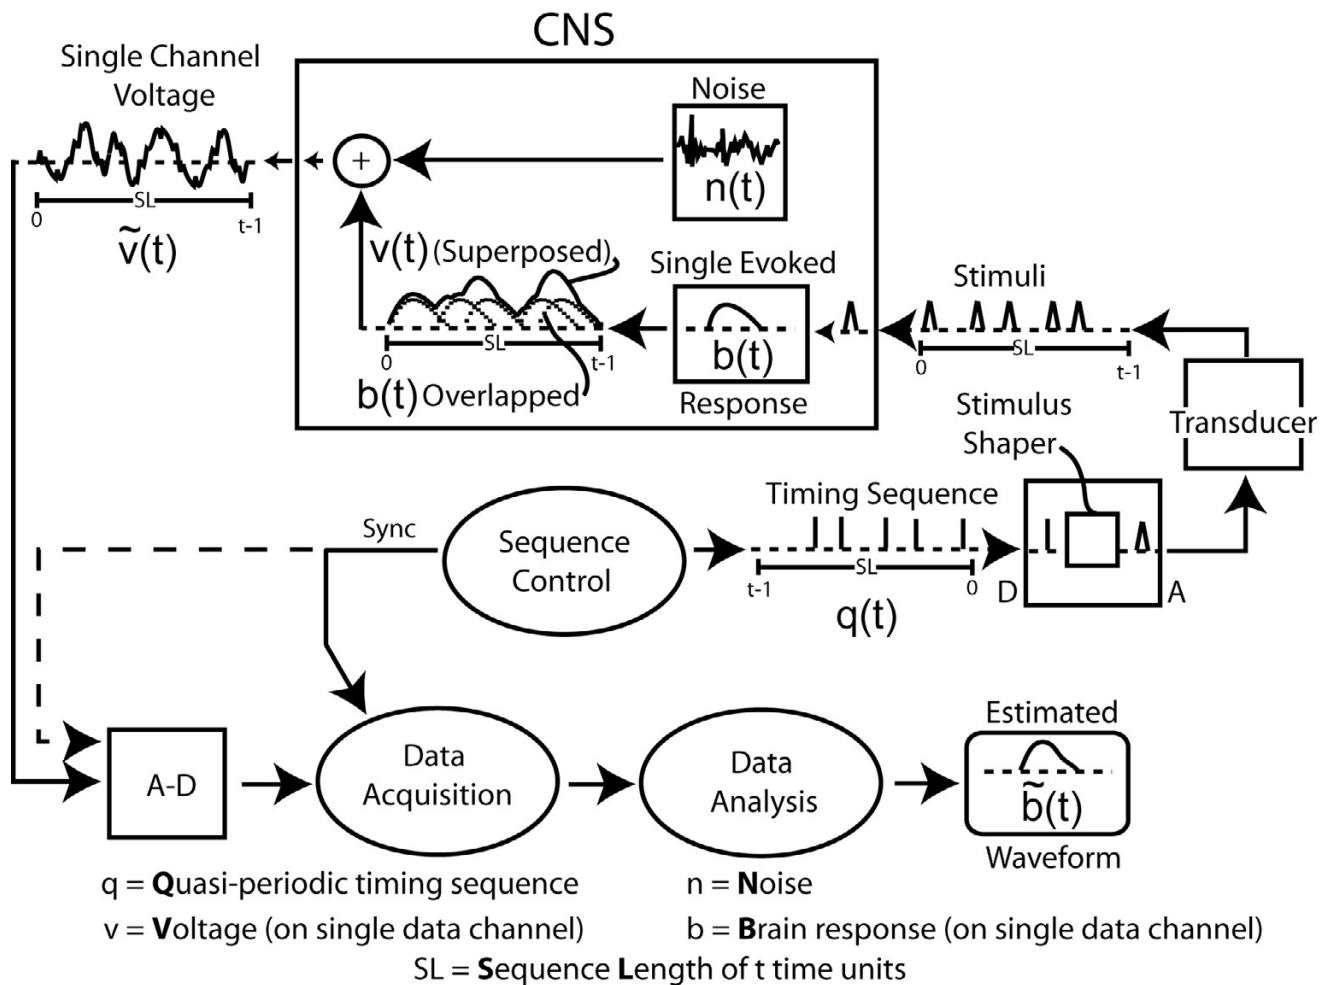 CNS
Single Channel
Voltage
SL
0
t-1
ṽ(t)
+
Noise
n(t)
v(t) (Superposed)
SL
0
t-1
b(t) Overlapped
Single Evoked
b(t)
Response
Stimuli
SL
0
t-1
Transducer
Stimulus
Shaper
D
A
Timing Sequence
SL
t-1
0
q(t)
Sync
Sequence
Control
A-D
Data
Acquisition
Data
Analysis
Estimated
b̃(t)
Waveform
q = Quasi-periodic timing sequence
n = Noise
v = Voltage (on single data channel)
b = Brain response (on single data channel)
SL = Sequence Length of t time units